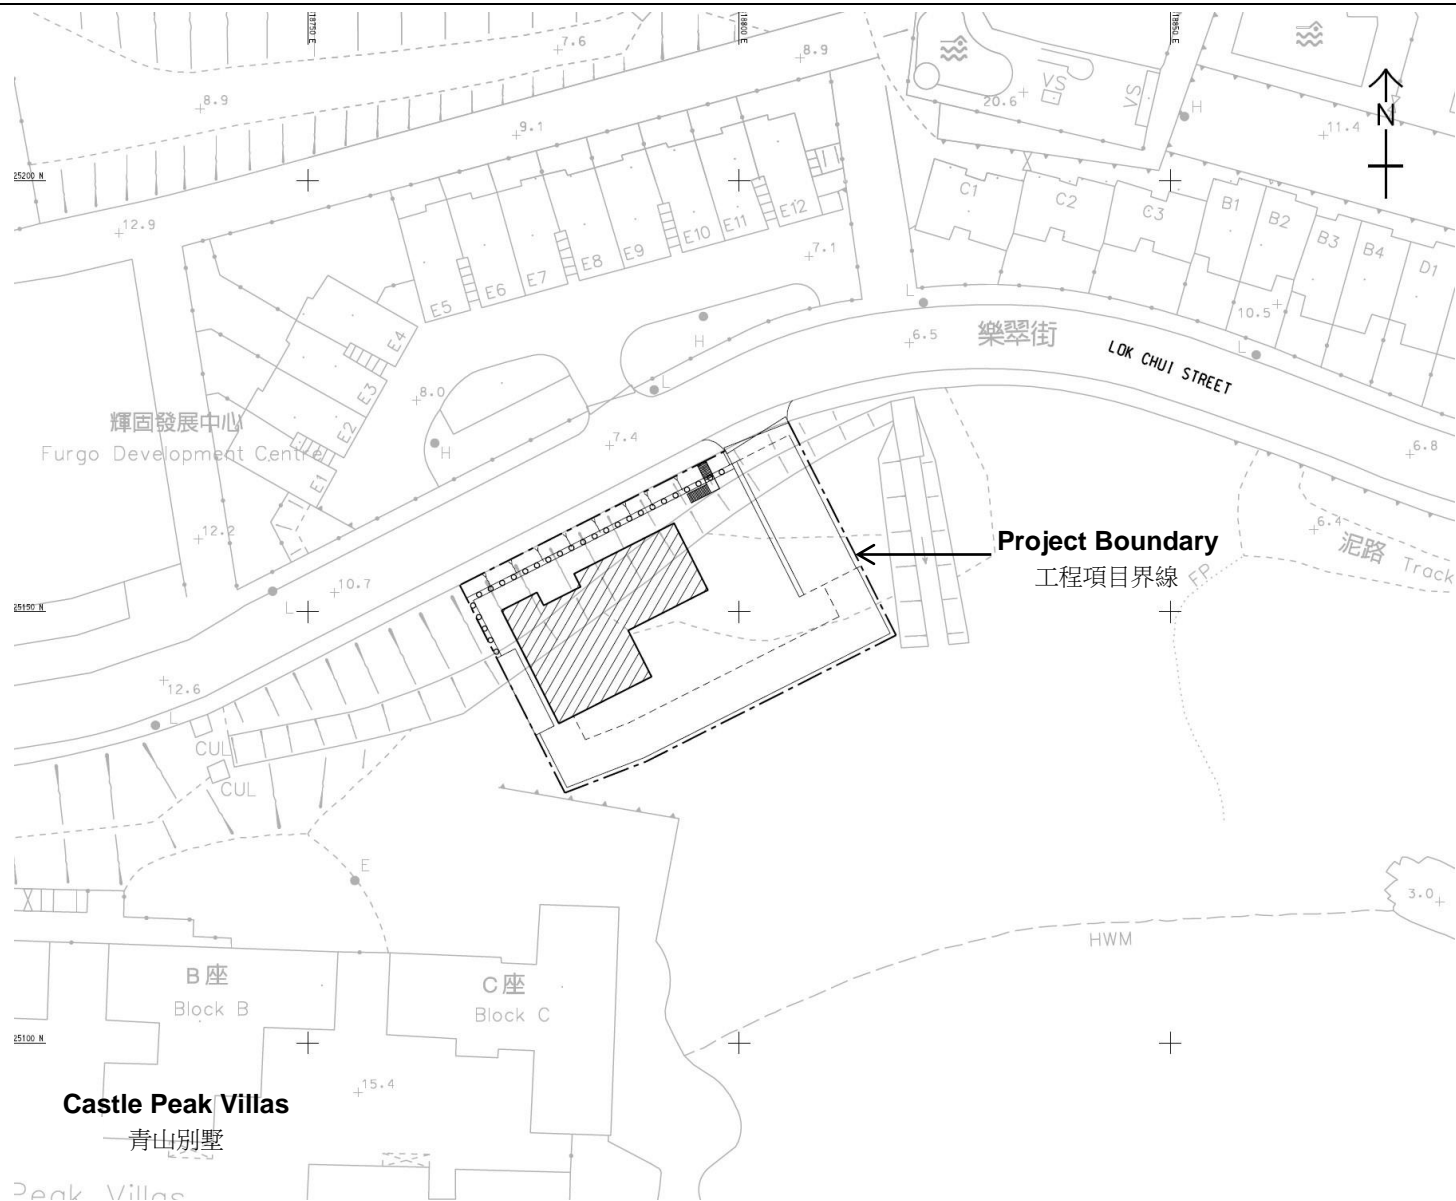 18750 E
18800 E
18850 E
7.6
8.9
8.9
20.6
VS
VS
H
11.4
N
9.1
25200 N
12.9
C1
C2
C3
B1
B2
B3
B4
D1
E12
E11
E10
E9
E8
E7
E6
E5
7.1
10.5
L
H
6.5
樂翠街
LOK CHUI STREET
L
E4
E3
E2
E1
8.0
L
輝固發展中心
Furgo Development Centre
H
7.4
6.8
12.2
Project Boundary
工程項目界線
6.4
泥路
Track
FP
10.7
L
25150 N
12.6
L
CUL
CUL
E
3.0
HWM
B座
Block B
C座
Block C
25100 N
15.4
Castle Peak Villas
青山別墅
Peak Villas